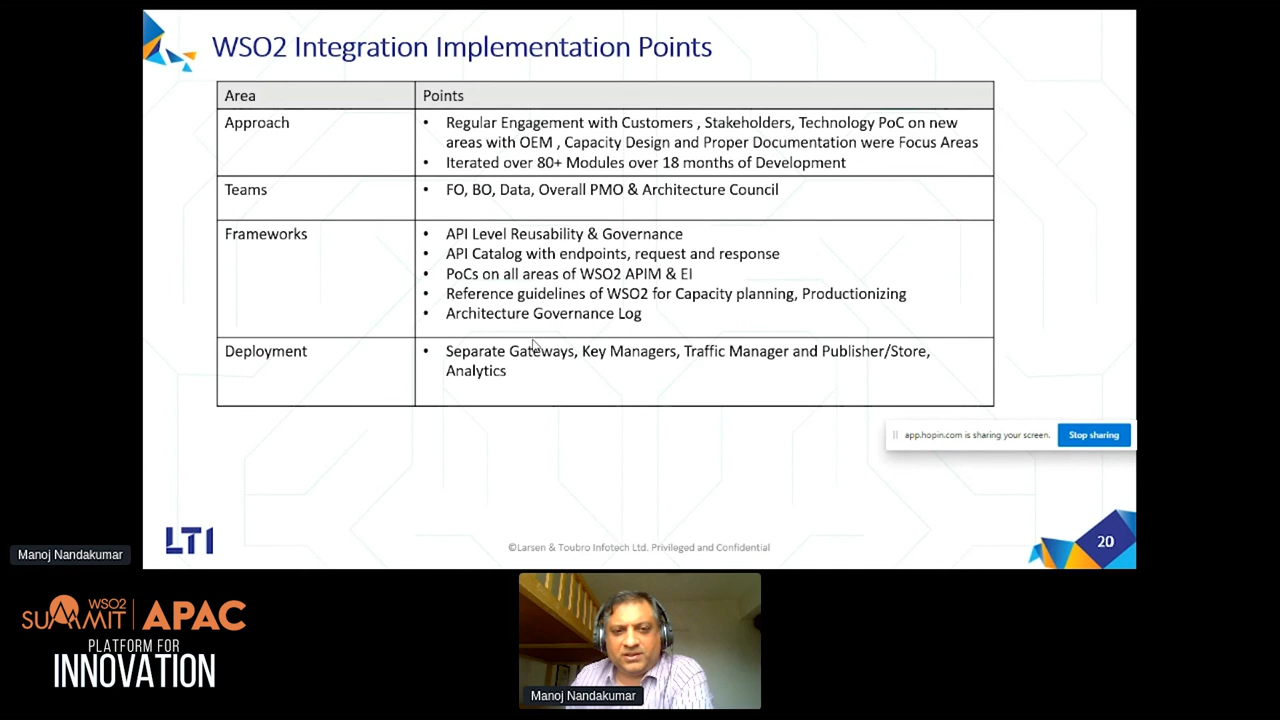 WSO2 Integration Implementation Points
Area
Points
Approach
• Regular Engagement with Customers , Stakeholders, Technology PoC on new
areas with OEM , Capacity Design and Proper Documentation were Focus Areas
• Iterated over 80+ Modules over 18 months of Development
Teams
• FO, BO, Data, Overall PMO & Architecture Council
Frameworks
• API Level Reusability & Governance
• API Catalog with endpoints, request and response
• PoCs on all areas of WSO2 APIM & EI
• Reference guidelines of WSO2 for Capacity planning, Productionizing
• Architecture Governance Log
Deployment
• Separate Gateways, Key Managers, Traffic Manager and Publisher/Store,
Analytics
app.hopin.com is sharing your screen.
Stop sharing
LTI
©Larsen & Toubro Infotech Ltd. Privileged and Confidential
20
Manoj Nandakumar
WSO2
SUMMIT APAC
PLATFORM FOR
INNOVATION
Manoj Nandakumar